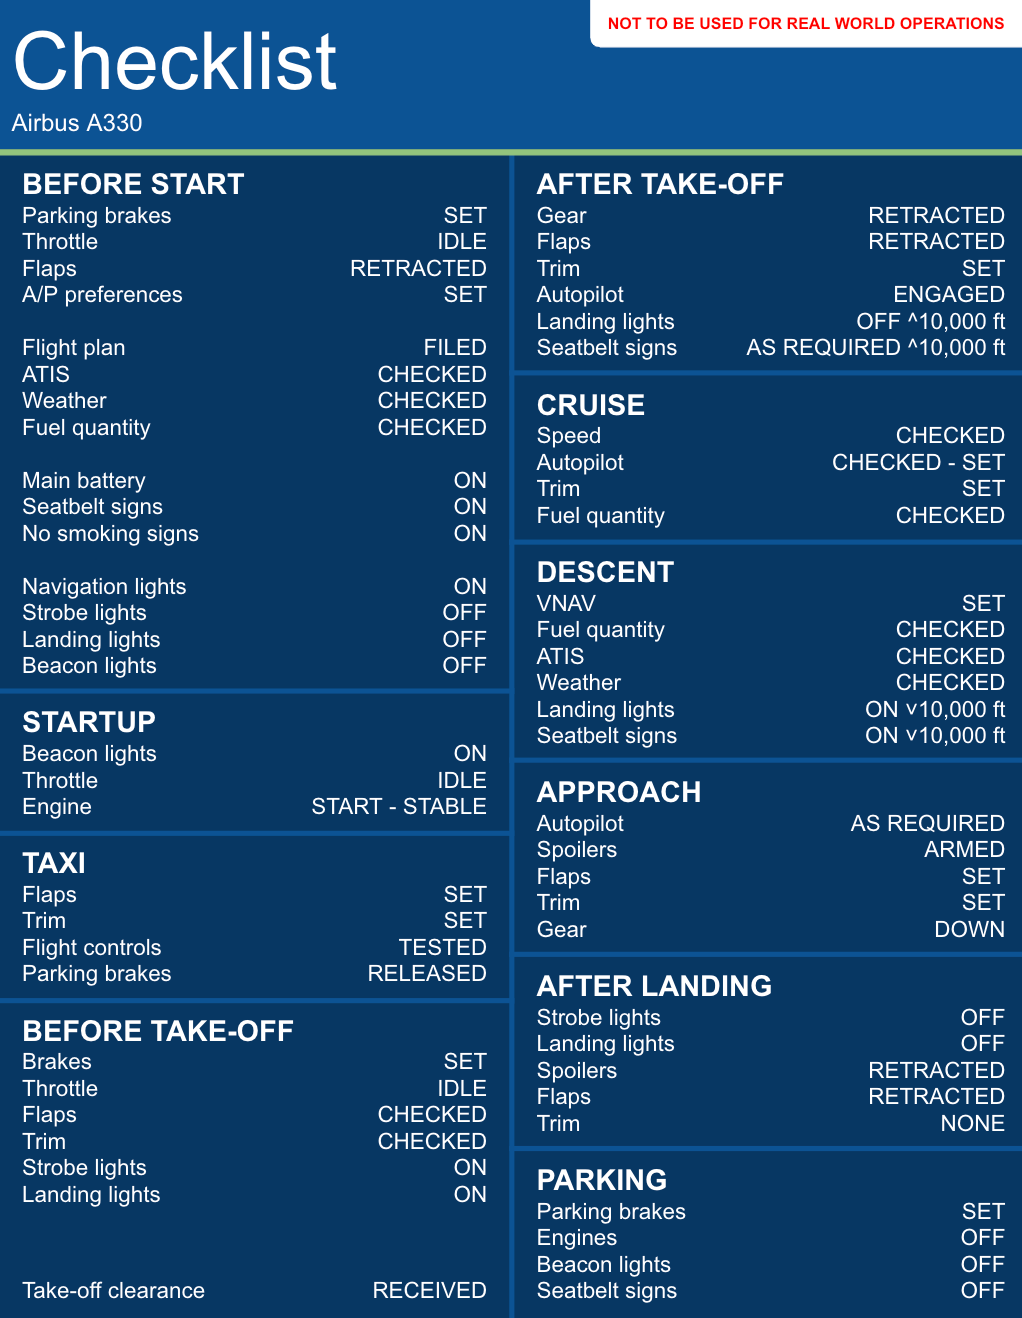 NOT TO BE USED FOR REAL WORLD OPERATIONS
Checklist
Airbus A330
BEFORE START
Parking brakes SET
Throttle IDLE
Flaps RETRACTED
A/P preferences SET
Flight plan FILED
ATIS CHECKED
Weather CHECKED
Fuel quantity CHECKED
Main battery ON
Seatbelt signs ON
No smoking signs ON
Navigation lights ON
Strobe lights OFF
Landing lights OFF
Beacon lights OFF
STARTUP
Beacon lights ON
Throttle IDLE
Engine START - STABLE
TAXI
Flaps SET
Trim SET
Flight controls TESTED
Parking brakes RELEASED
BEFORE TAKE-OFF
Brakes SET
Throttle IDLE
Flaps CHECKED
Trim CHECKED
Strobe lights ON
Landing lights ON
Take-off clearance RECEIVED
AFTER TAKE-OFF
Gear RETRACTED
Flaps RETRACTED
Trim SET
Autopilot ENGAGED
Landing lights OFF ^10,000 ft
Seatbelt signs AS REQUIRED ^10,000 ft
CRUISE
Speed CHECKED
Autopilot CHECKED - SET
Trim SET
Fuel quantity CHECKED
DESCENT
VNAV SET
Fuel quantity CHECKED
ATIS CHECKED
Weather CHECKED
Landing lights ON ˅10,000 ft
Seatbelt signs ON ˅10,000 ft
APPROACH
Autopilot AS REQUIRED
Spoilers ARMED
Flaps SET
Trim SET
Gear DOWN
AFTER LANDING
Strobe lights OFF
Landing lights OFF
Spoilers RETRACTED
Flaps RETRACTED
Trim NONE
PARKING
Parking brakes SET
Engines OFF
Beacon lights OFF
Seatbelt signs OFF